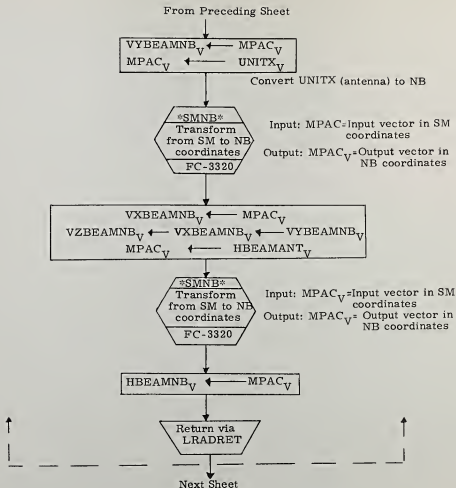 From Preceding Sheet
VYBEAMNB_V ← MPAC_V
MPAC_V ← UNITX_V
Convert UNITX (antenna) to NB
*SMNB*
Transform
from SM to NB
coordinates
FC-3320
Input: MPAC=Input vector in SM
coordinates
Output: MPAC_V=Output vector in
NB coordinates
VXBEAMNB_V ← MPAC_V
VZBEAMNB_V ← VXBEAMNB_V ← VYBEAMNB_V
MPAC_V ← HBEAMANT_V
*SMNB*
Transform
from SM to NB
coordinates
FC-3320
Input: MPAC_V=Input vector in SM
coordinates
Output: MPAC_V= Output vector in
NB coordinates
HBEAMNB_V ← MPAC_V
Return via
LRADRET
Next Sheet